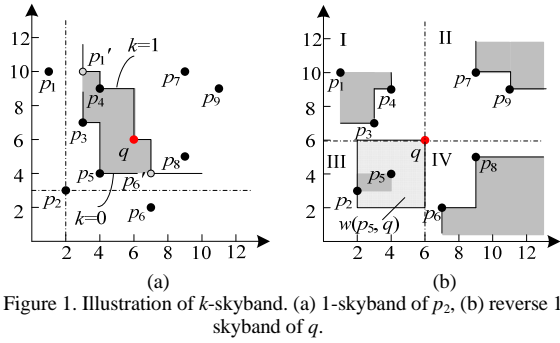 12
10
8
6
4
2
2 4 6 8 10 12
p1
p1′
k=1
p4
p7
p9
p3
q
p5
p6′
p8
p2
k=0
p6
(a)
12
10
8
6
4
2
2 4 6 8 10 12
I
II
p1
p4
p7
p9
p3
III
q
IV
p5
p8
p2
p6
w(p5, q)
(b)
Figure 1. Illustration of k-skyband. (a) 1-skyband of p2, (b) reverse 1
skyband of q.